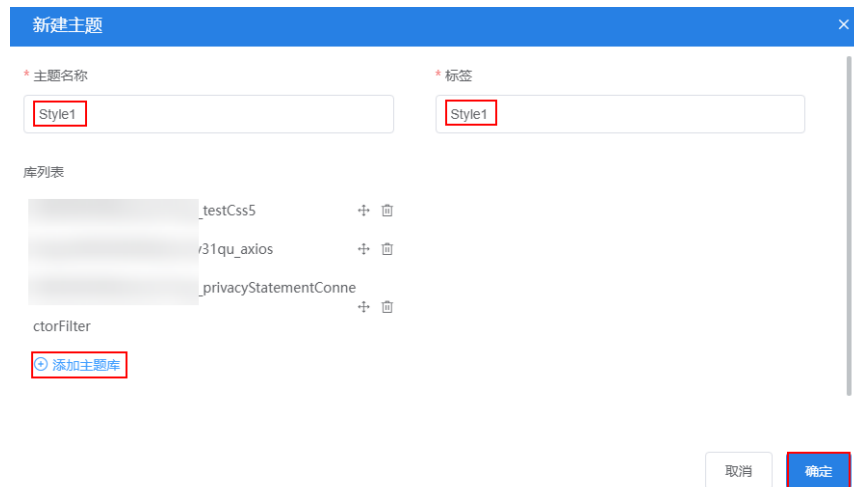 新建主题
* 主题名称
* 标签
Style1
Style1
库列表
_testCss5
31qu_axios
_privacyStatementConne
ctorFilter
添加主题库
取消
确定